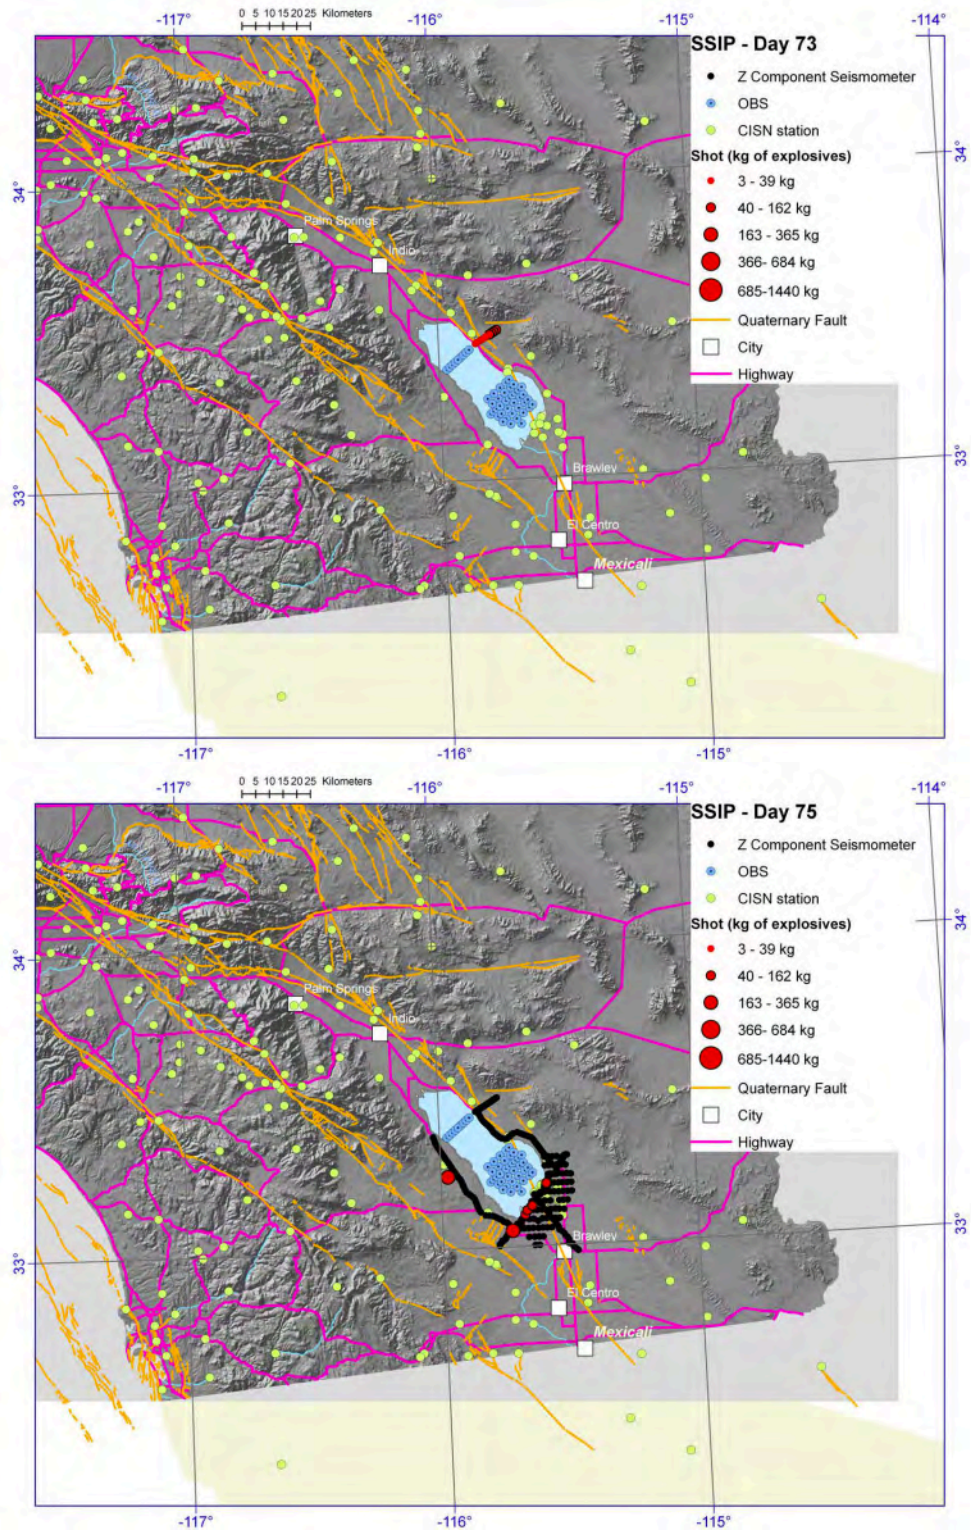 0 5 10 15 20 25 Kilometers
-117°
-116°
-115°
-114°
SSIP - Day 73
Z Component Seismometer
OBS
CISN station
Shot (kg of explosives)
3 - 39 kg
40 - 162 kg
163 - 365 kg
366- 684 kg
685-1440 kg
Quaternary Fault
City
Highway
34°
34°
Palm Springs
Indio
33°
33°
Brawley
El Centro
Mexicali
-117°
-116°
-115°
0 5 10 15 20 25 Kilometers
-117°
-116°
-115°
-114°
SSIP - Day 75
Z Component Seismometer
OBS
CISN station
Shot (kg of explosives)
3 - 39 kg
40 - 162 kg
163 - 365 kg
366- 684 kg
685-1440 kg
Quaternary Fault
City
Highway
34°
34°
Palm Springs
Indio
33°
33°
Brawley
El Centro
Mexicali
-117°
-116°
-115°